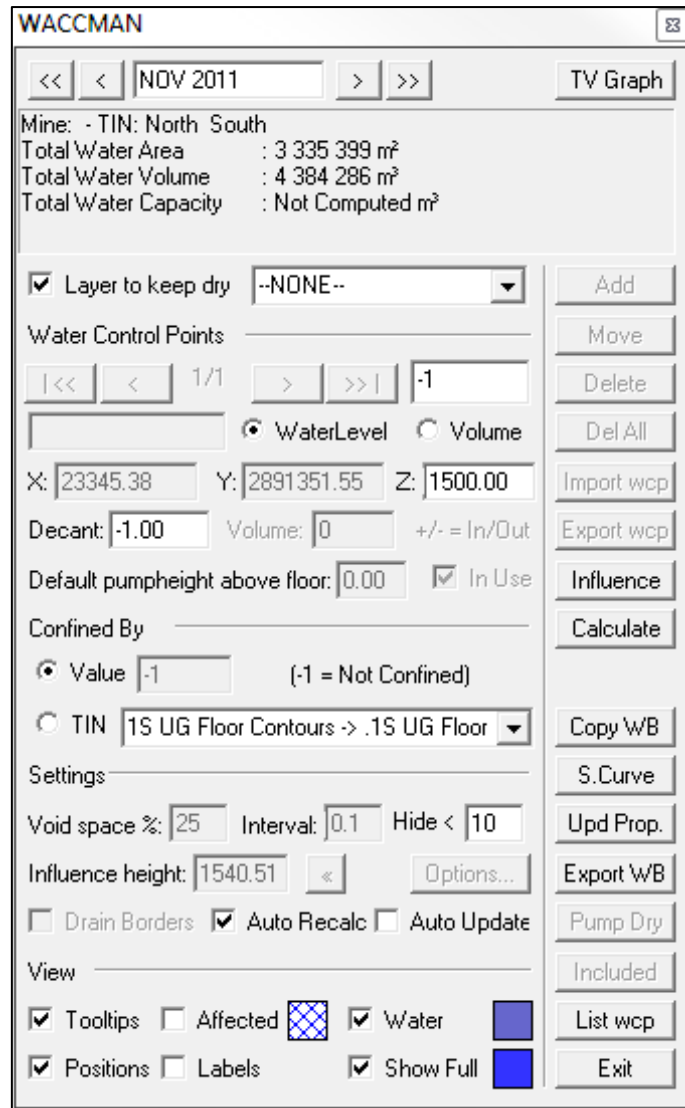 WACCMAN
<< < NOV 2011 > >> TV Graph
Mine: - TIN: North South
Total Water Area : 3 335 399 m²
Total Water Volume : 4 384 286 m³
Total Water Capacity : Not Computed m³
Layer to keep dry --NONE-- Add
Water Control Points Move
|<< < 1/1 > >>| -1 Delete
WaterLevel Volume Del All
X: 23345.38 Y: 2891351.55 Z: 1500.00 Import wcp
Decant: -1.00 Volume: 0 +/- = In/Out Export wcp
Default pumpheight above floor: 0.00 In Use Influence
Confined By Calculate
Value -1 (-1 = Not Confined)
TIN 1S UG Floor Contours -> .1S UG Floor Copy WB
Settings S.Curve
Void space %: 25 Interval: 0.1 Hide < 10 Upd Prop.
Influence height: 1540.51 « Options... Export WB
Drain Borders Auto Recalc Auto Update Pump Dry
View Included
Tooltips Affected Water List wcp
Positions Labels Show Full Exit